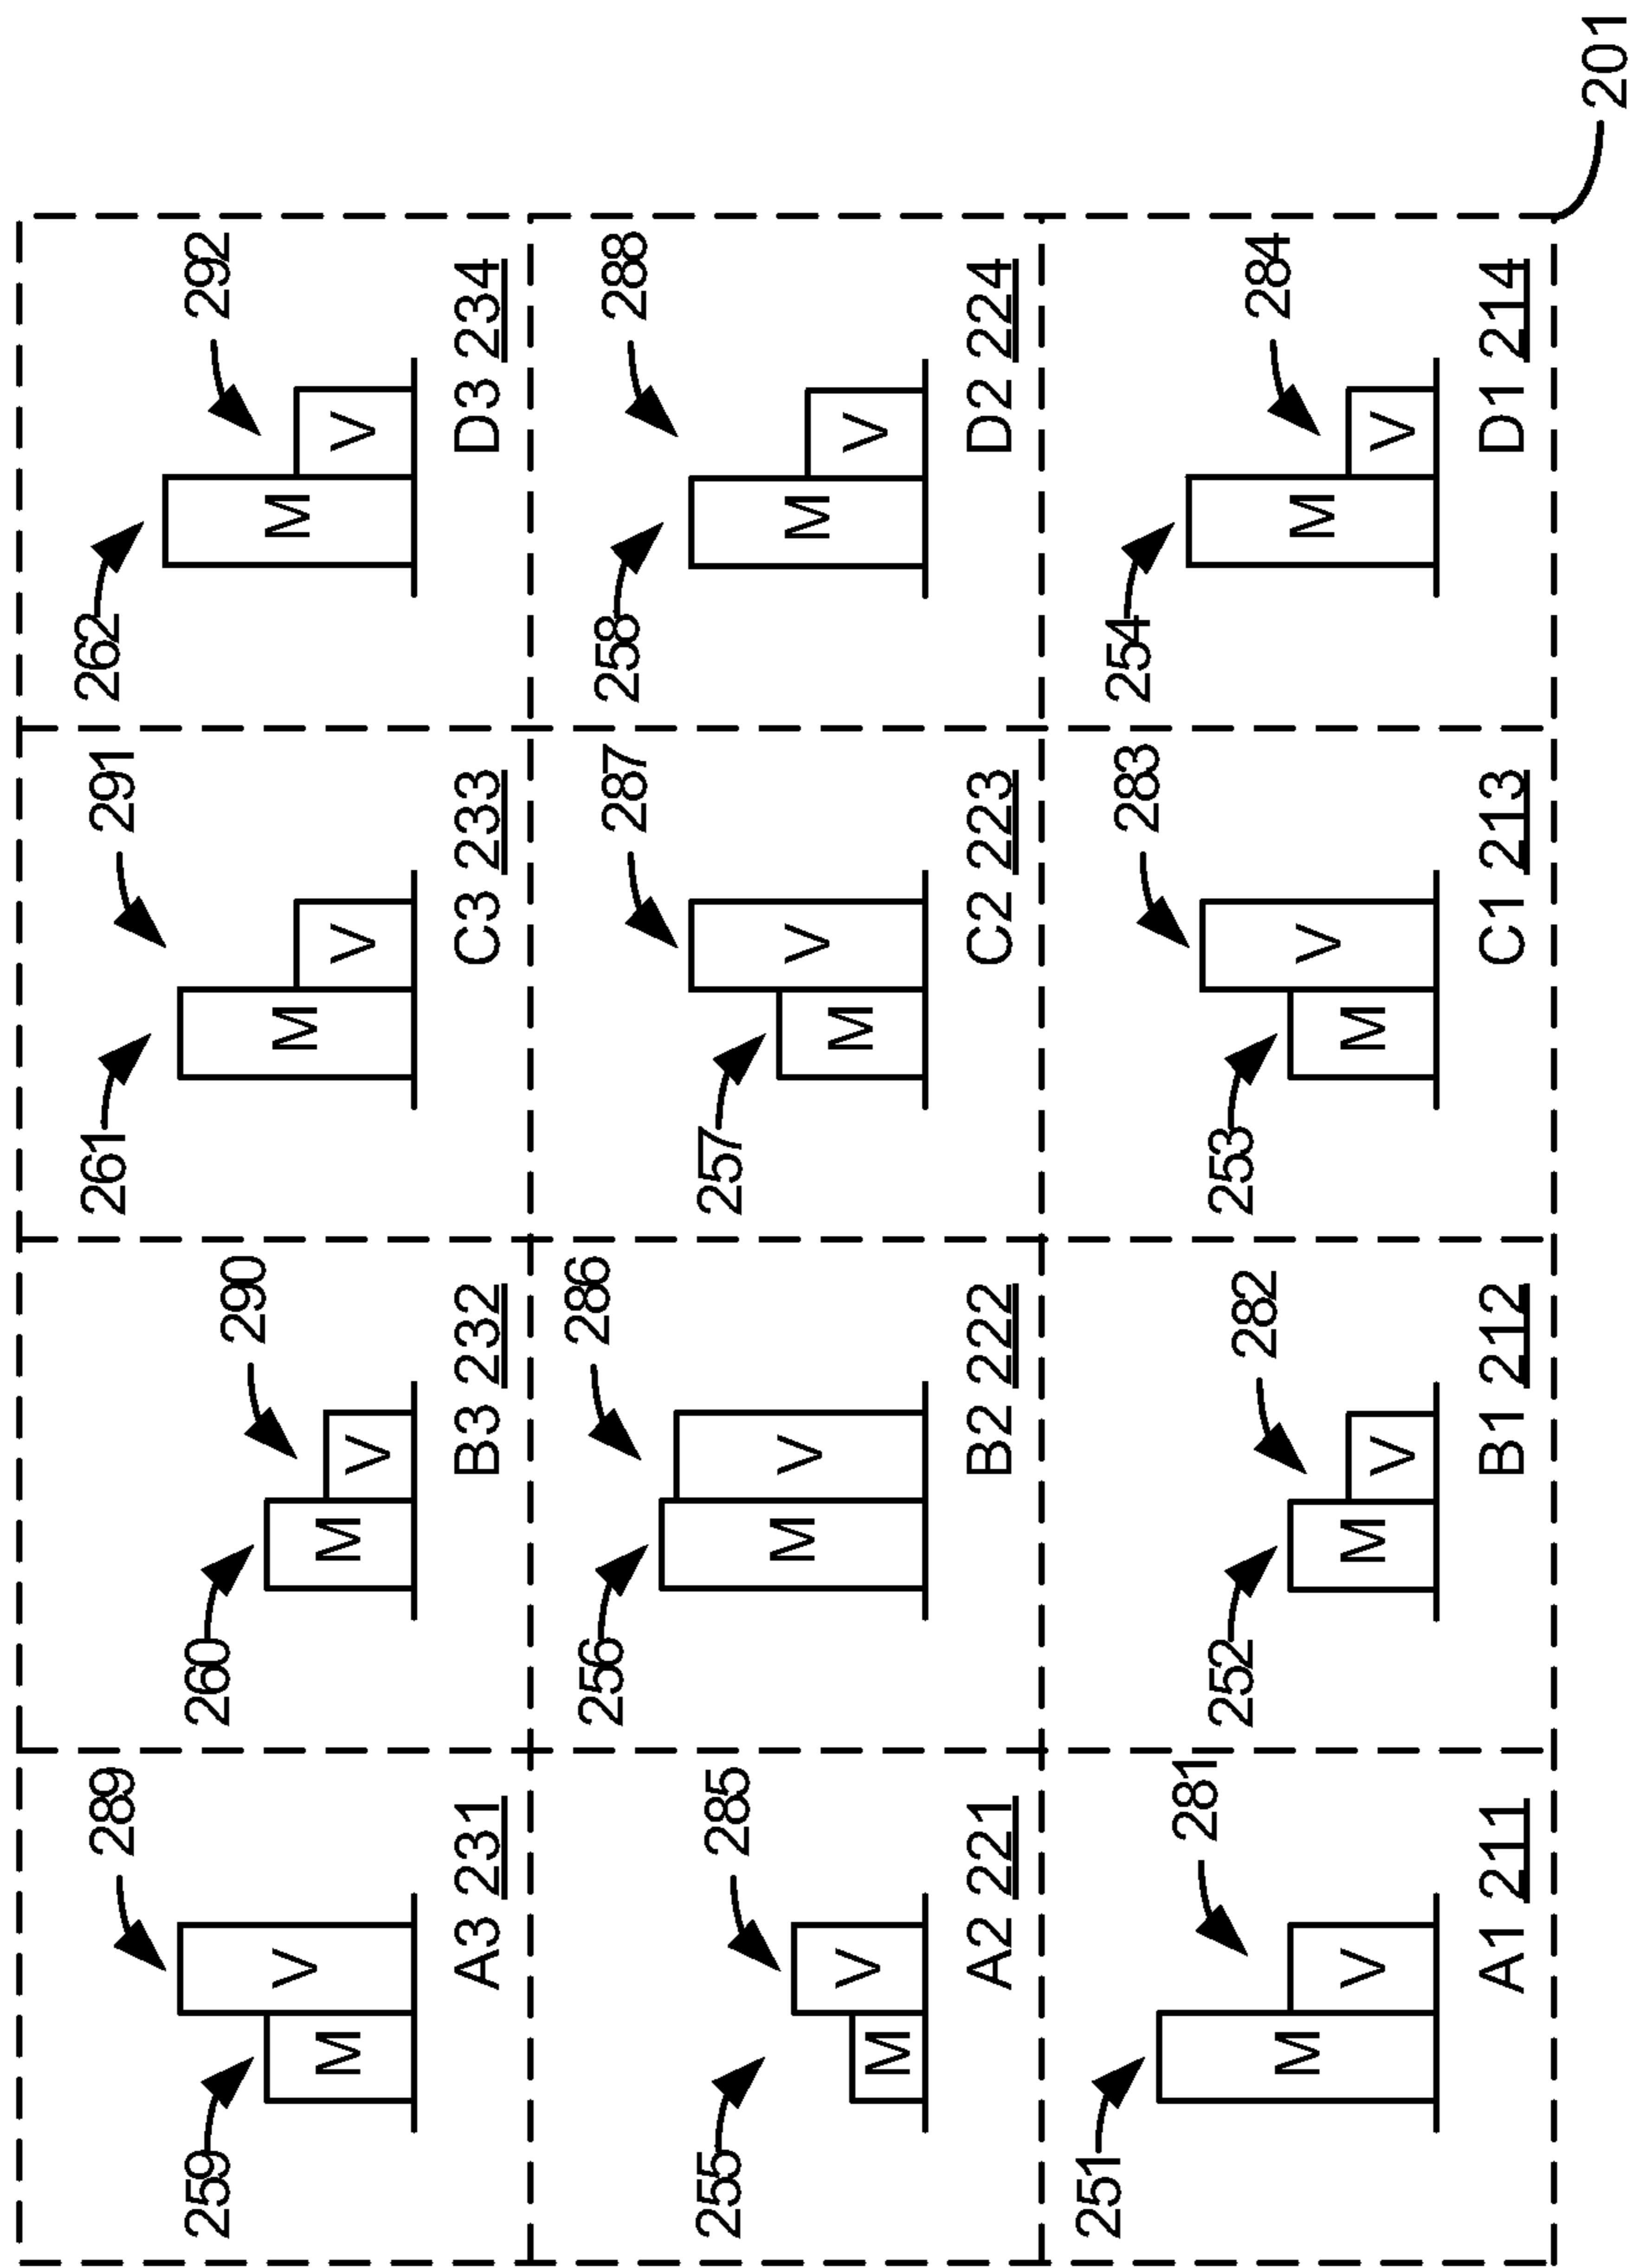 259 289
M V
A3 231
260 290
M V
B3 232
261 291
M V
C3 233
262 292
M V
D3 234
255 285
M V
A2 221
256 286
M V
B2 222
257 287
M V
C2 223
258 288
M V
D2 224
251 281
M V
A1 211
252 282
M V
B1 212
253 283
M V
C1 213
254 284
M V
D1 214
201